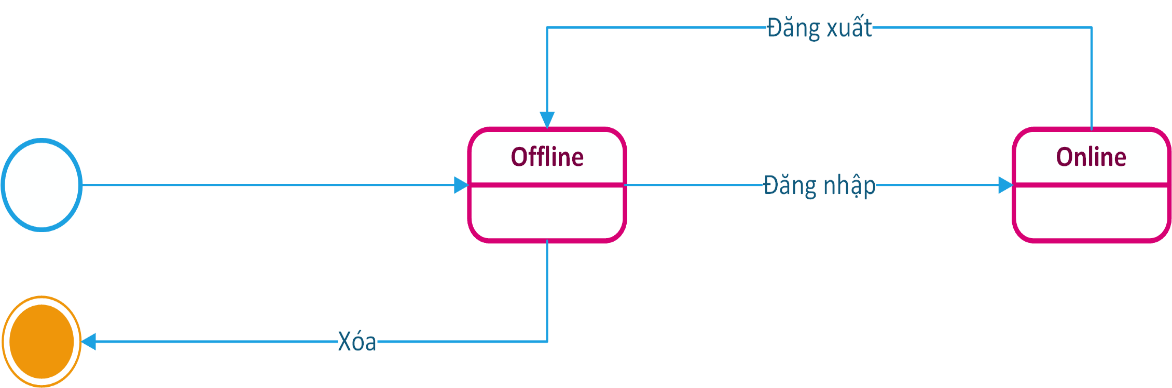 Đăng xuất
Offline
Online
Đăng nhập
Xóa